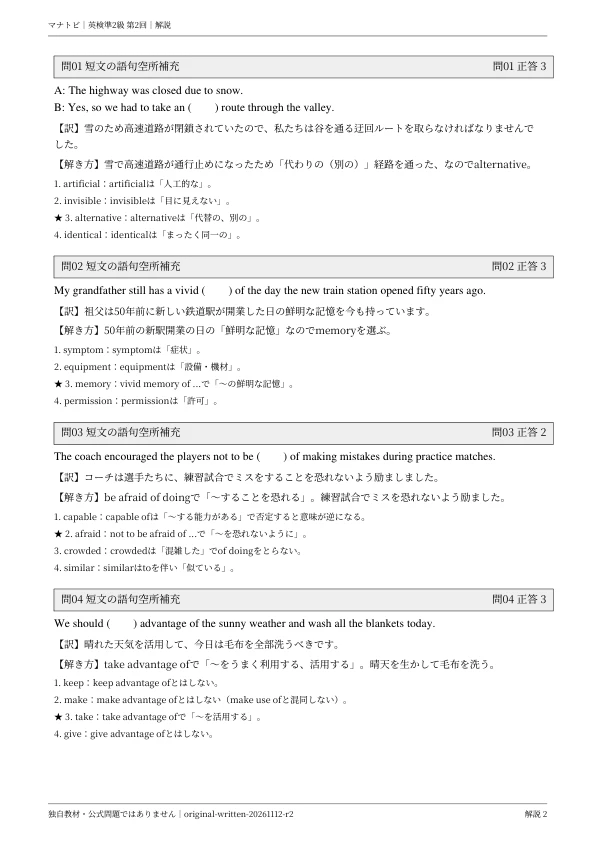 マナトビ｜英検準2級 第2回｜解説
問01 短文の語句空所補充 問01 正答 3
A: The highway was closed due to snow.
B: Yes, so we had to take an ( ) route through the valley.
【訳】雪のため高速道路が閉鎖されていたので、私たちは谷を通る迂回ルートを取らなければなりませんで
した。
【解き方】雪で高速道路が通行止めになったため「代わりの（別の）」経路を通った、なのでalternative。
1. artificial：artificialは「人工的な」。
2. invisible：invisibleは「目に見えない」。
★ 3. alternative：alternativeは「代替の、別の」。
4. identical：identicalは「まったく同一の」。
問02 短文の語句空所補充 問02 正答 3
My grandfather still has a vivid ( ) of the day the new train station opened fifty years ago.
【訳】祖父は50年前に新しい鉄道駅が開業した日の鮮明な記憶を今も持っています。
【解き方】50年前の新駅開業の日の「鮮明な記憶」なのでmemoryを選ぶ。
1. symptom：symptomは「症状」。
2. equipment：equipmentは「設備・機材」。
★ 3. memory：vivid memory of ...で「〜の鮮明な記憶」。
4. permission：permissionは「許可」。
問03 短文の語句空所補充 問03 正答 2
The coach encouraged the players not to be ( ) of making mistakes during practice matches.
【訳】コーチは選手たちに、練習試合でミスをすることを恐れないよう励ましました。
【解き方】be afraid of doingで「〜することを恐れる」。練習試合でミスを恐れないよう励ました。
1. capable：capable ofは「〜する能力がある」で否定すると意味が逆になる。
★ 2. afraid：not to be afraid of ...で「〜を恐れないように」。
3. crowded：crowdedは「混雑した」でof doingをとらない。
4. similar：similarはtoを伴い「似ている」。
問04 短文の語句空所補充 問04 正答 3
We should ( ) advantage of the sunny weather and wash all the blankets today.
【訳】晴れた天気を活用して、今日は毛布を全部洗うべきです。
【解き方】take advantage ofで「〜をうまく利用する、活用する」。晴天を生かして毛布を洗う。
1. keep：keep advantage ofとはしない。
2. make：make advantage ofとはしない（make use ofと混同しない）。
★ 3. take：take advantage ofで「〜を活用する」。
4. give：give advantage ofとはしない。
独自教材・公式問題ではありません｜original-written-20261112-r2 解説 2